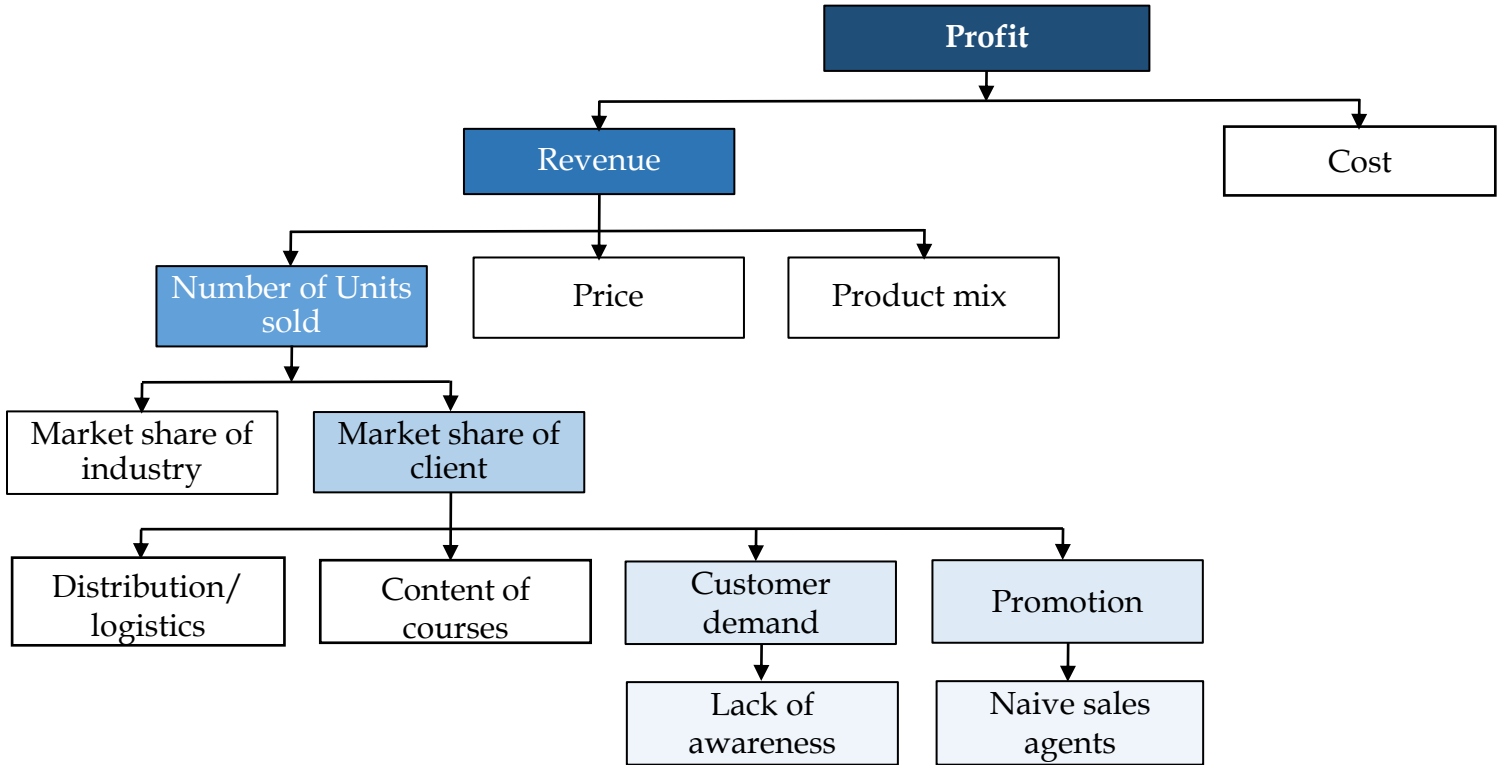 Profit
Revenue
Cost
Number of Units
sold
Price
Product mix
Market share of
industry
Market share of
client
Distribution/
logistics
Content of
courses
Customer
demand
Promotion
Lack of
awareness
Naive sales
agents